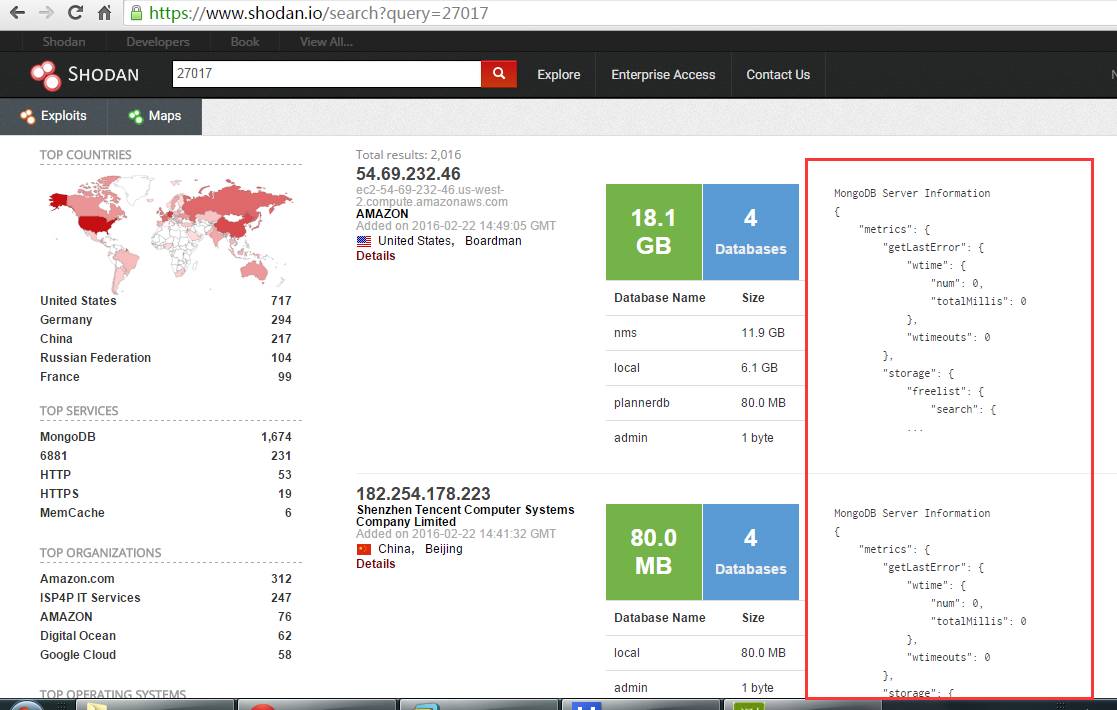 https://www.shodan.io/search?query=27017
Shodan Developers Book View All...
SHODAN 27017 Explore Enterprise Access Contact Us
Exploits Maps
TOP COUNTRIES
United States 717
Germany 294
China 217
Russian Federation 104
France 99
TOP SERVICES
MongoDB 1,674
6881 231
HTTP 53
HTTPS 19
MemCache 6
TOP ORGANIZATIONS
Amazon.com 312
ISP4P IT Services 247
AMAZON 76
Digital Ocean 62
Google Cloud 58
TOP OPERATING SYSTEMS
Total results: 2,016
54.69.232.46
ec2-54-69-232-46.us-west-
2.compute.amazonaws.com
AMAZON
Added on 2016-02-22 14:49:05 GMT
United States, Boardman
Details
18.1
GB
4
Databases
Database Name Size
nms 11.9 GB
local 6.1 GB
plannerdb 80.0 MB
admin 1 byte
MongoDB Server Information
{
"metrics": {
"getLastError": {
"wtime": {
"num": 0,
"totalMillis": 0
},
"wtimeouts": 0
},
"storage": {
"freelist": {
"search": {
...
182.254.178.223
Shenzhen Tencent Computer Systems
Company Limited
Added on 2016-02-22 14:41:32 GMT
China, Beijing
Details
80.0
MB
4
Databases
Database Name Size
local 80.0 MB
admin 1 byte
MongoDB Server Information
{
"metrics": {
"getLastError": {
"wtime": {
"num": 0,
"totalMillis": 0
},
"wtimeouts": 0
},
"storage": {